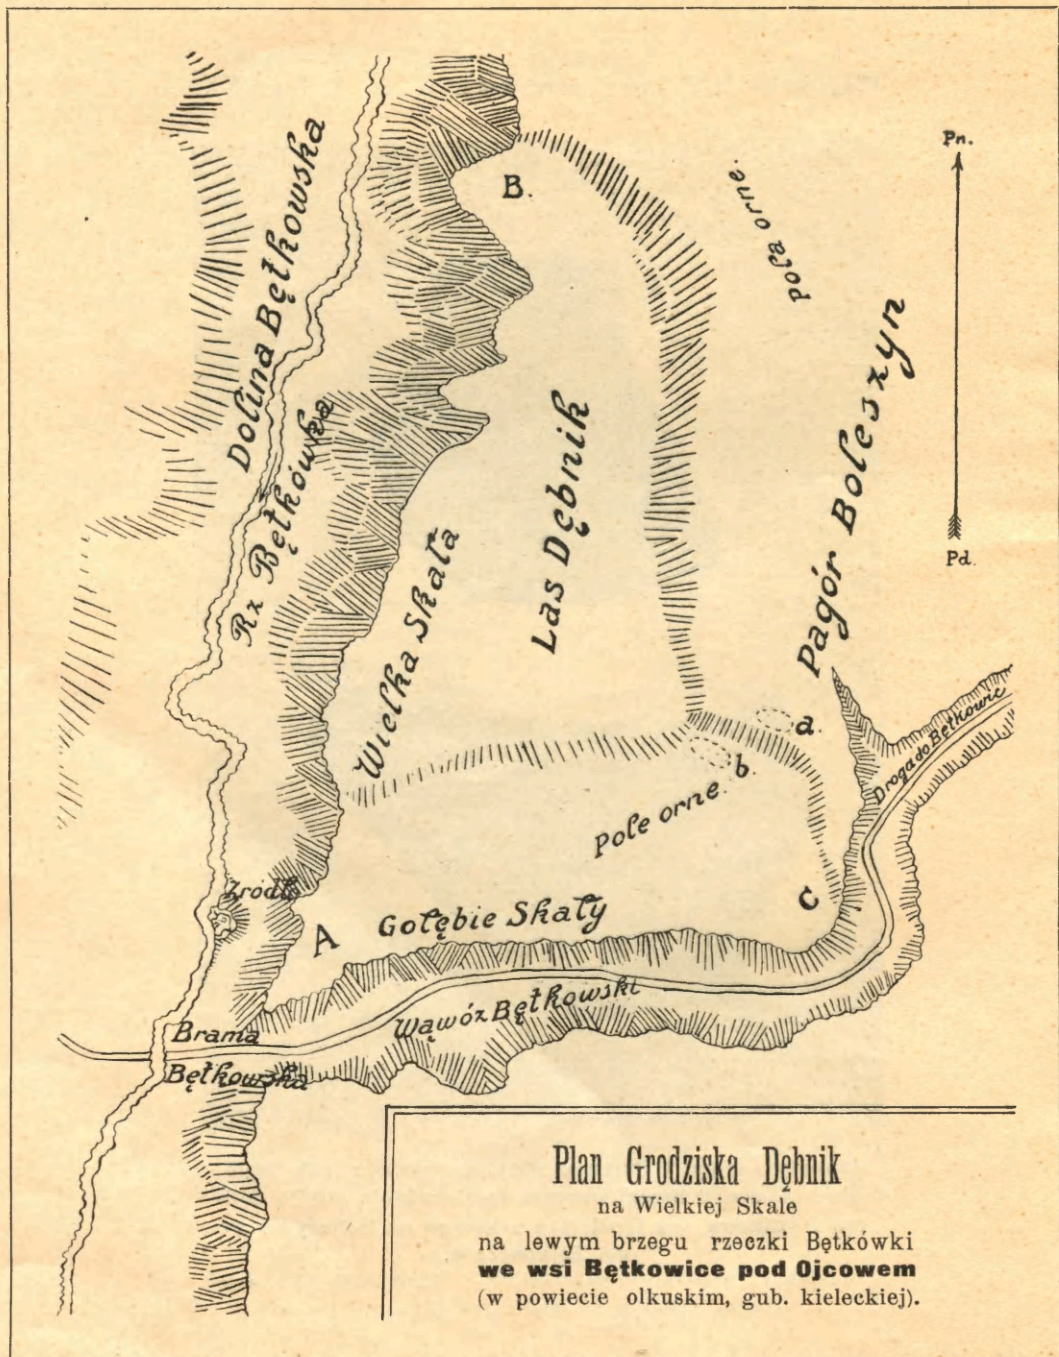 Pn.
Pd.
B.
pola orne.
Dolina Bętkowska
Rz Bętkówka
Las Dębnik
Pagór Boleszyn
Wielka Skała
a.
b.
Pole orne.
Droga do Bętkowic
C
Źródło
A
Gołębie Skały
Wąwóz Bętkowski
Brama
Bętkowska
Plan Grodziska Dębnik
na Wielkiej Skale
na lewym brzegu rzeczki Bętkówki
we wsi Bętkowice pod Ojcowem
(w powiecie olkuskim, gub. kieleckiej).